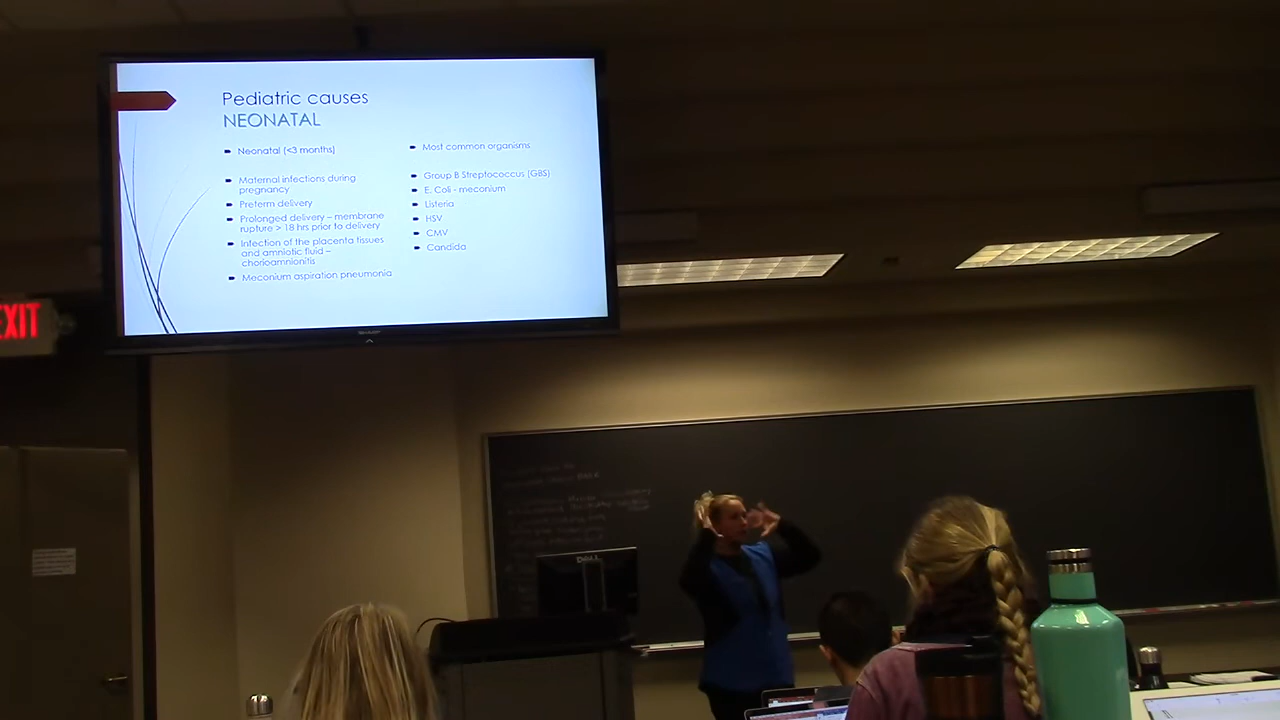 Pediatric causes
NEONATAL
Neonatal (<3 months)
Maternal infections during
pregnancy
Preterm delivery
Prolonged delivery – membrane
rupture > 18 hrs prior to delivery
Infection of the placenta tissues
and amniotic fluid –
chorioamnionitis
Meconium aspiration pneumonia
Most common organisms
Group B Streptococcus (GBS)
E. Coli - meconium
Listeria
HSV
CMV
Candida
SHARP
EXIT
DELL